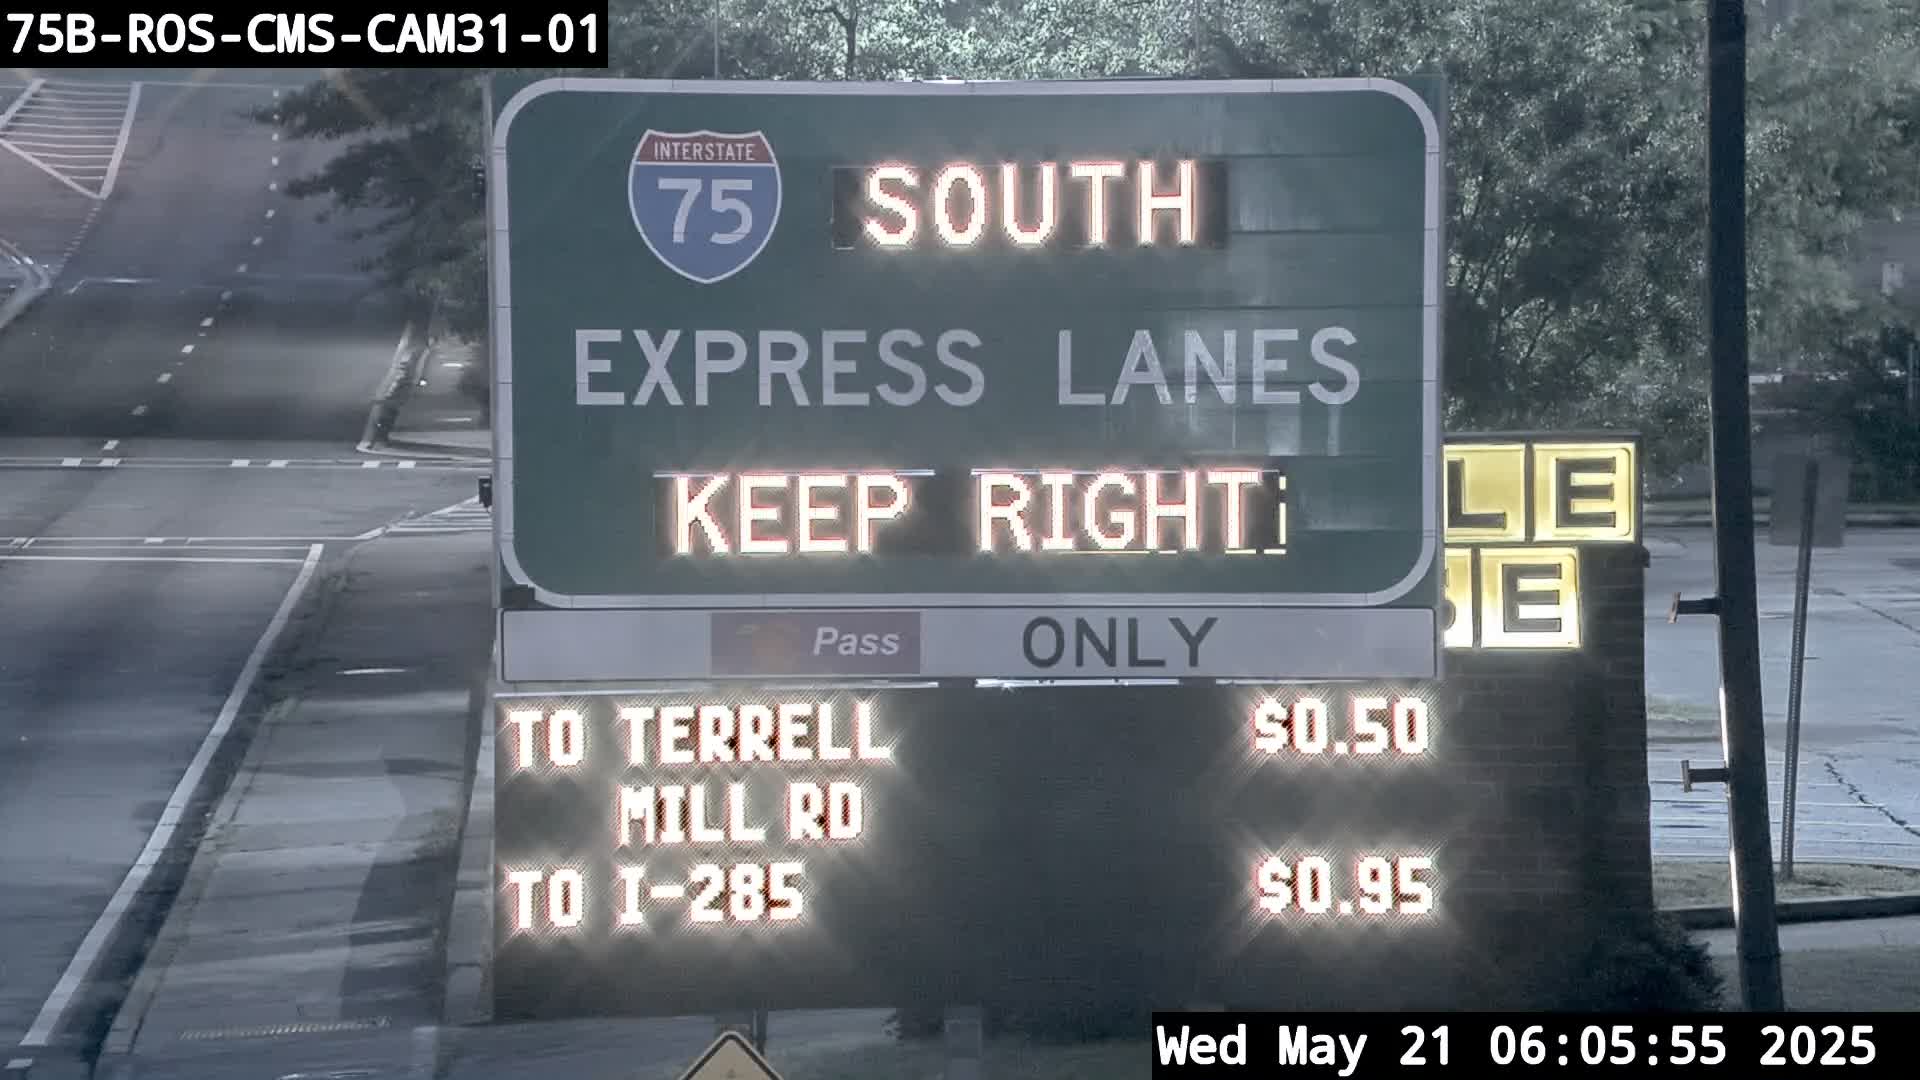 75B-ROS-CMS-CAM31-01
INTERSTATE
75
SOUTH
EXPRESS LANES
KEEP RIGHT
Pass ONLY
TO TERRELL $0.50
MILL RD
TO I-285 $0.95
LE
E
Wed May 21 06:05:55 2025